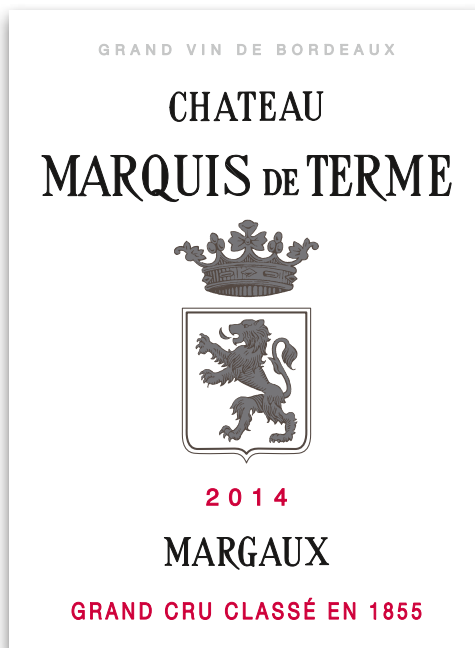 GRAND VIN DE BORDEAUX
CHATEAU
MARQUIS DE TERME
2014
MARGAUX
GRAND CRU CLASSÉ EN 1855